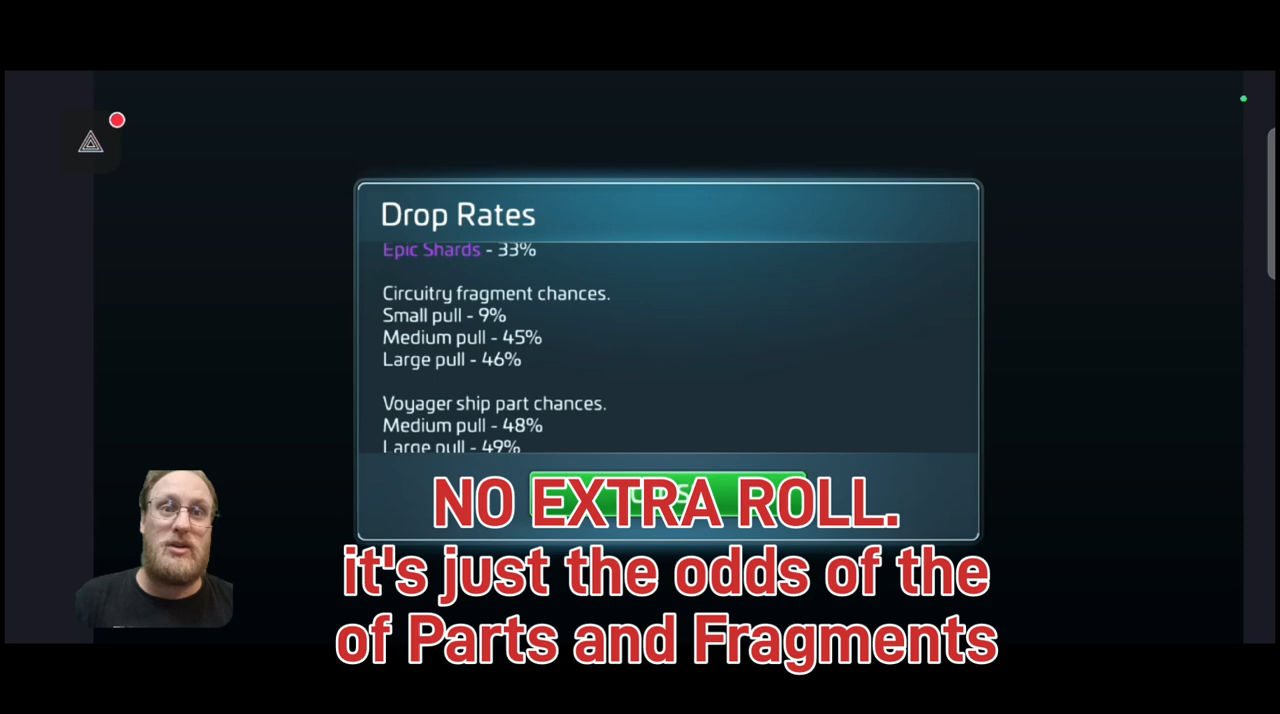 Drop Rates
Epic Shards - 33%
Circuitry fragment chances.
Small pull - 9%
Medium pull - 45%
Large pull - 46%
Voyager ship part chances.
Medium pull - 48%
Large pull - 49%
NO EXTRA ROLL.
it's just the odds of the
of Parts and Fragments